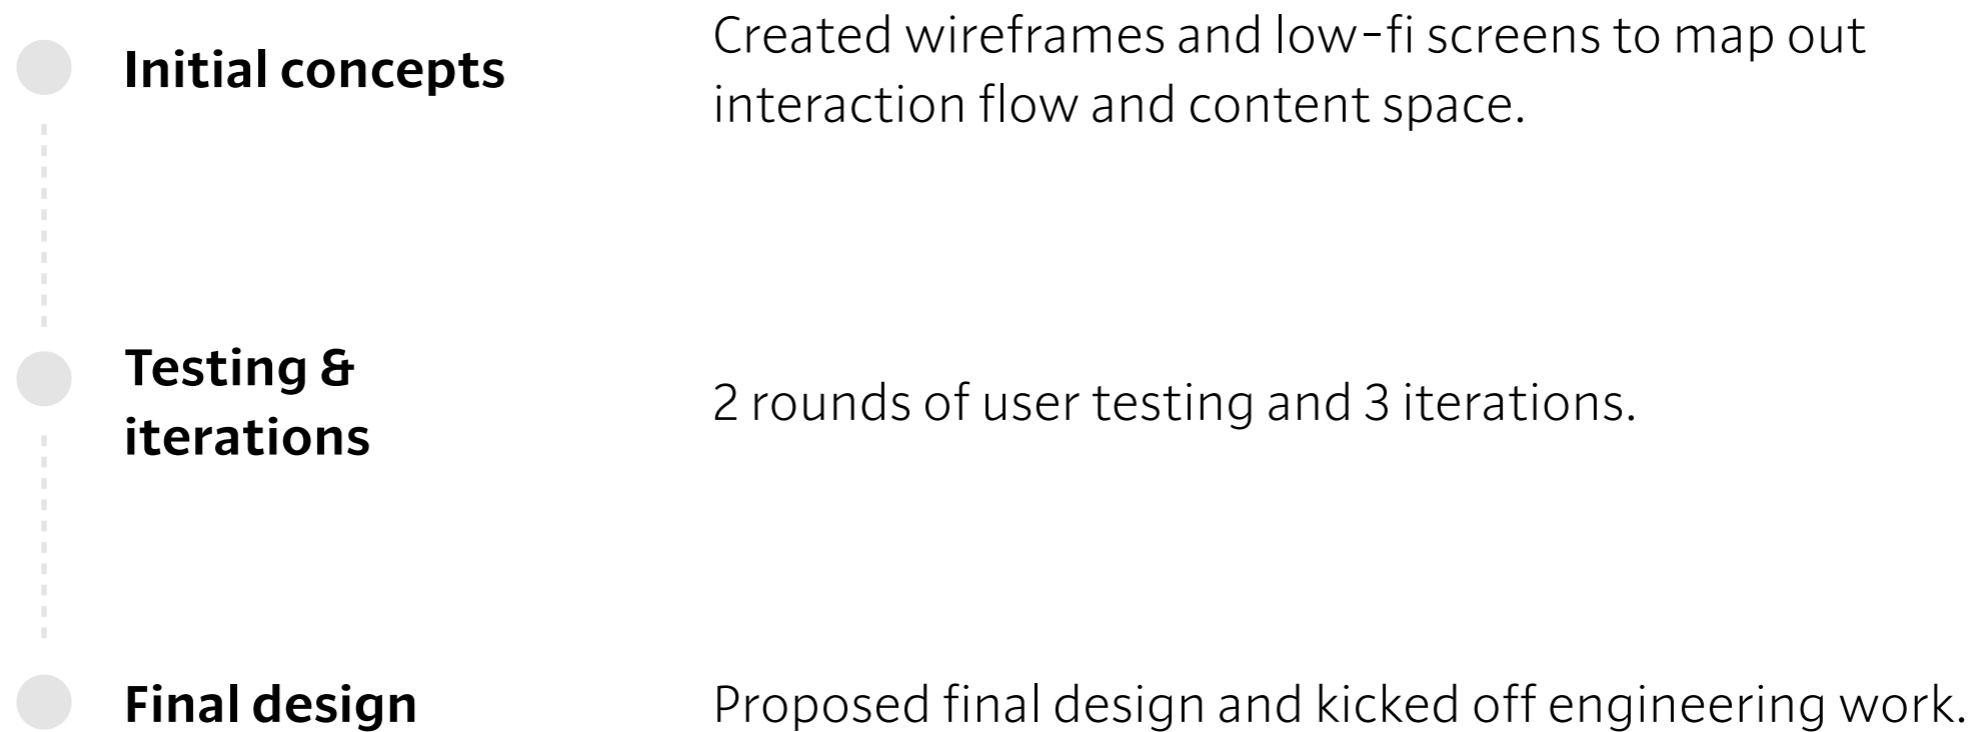 Initial concepts
Created wireframes and low-fi screens to map out
interaction flow and content space.
Testing &
iterations
2 rounds of user testing and 3 iterations.
Final design
Proposed final design and kicked off engineering work.